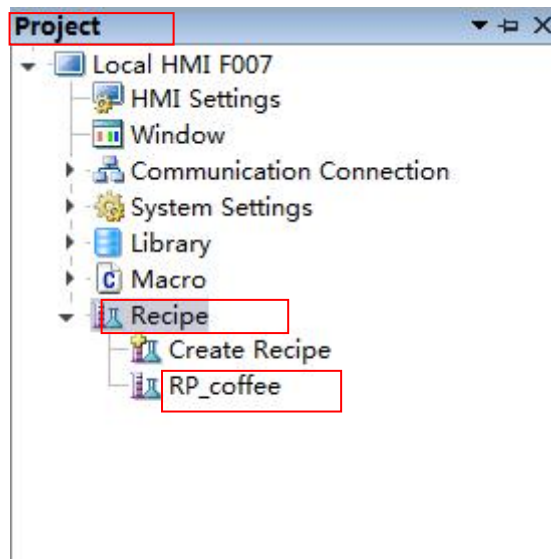 Project
Local HMI F007
HMI Settings
Window
Communication Connection
System Settings
Library
C Macro
Recipe
Create Recipe
RP_coffee